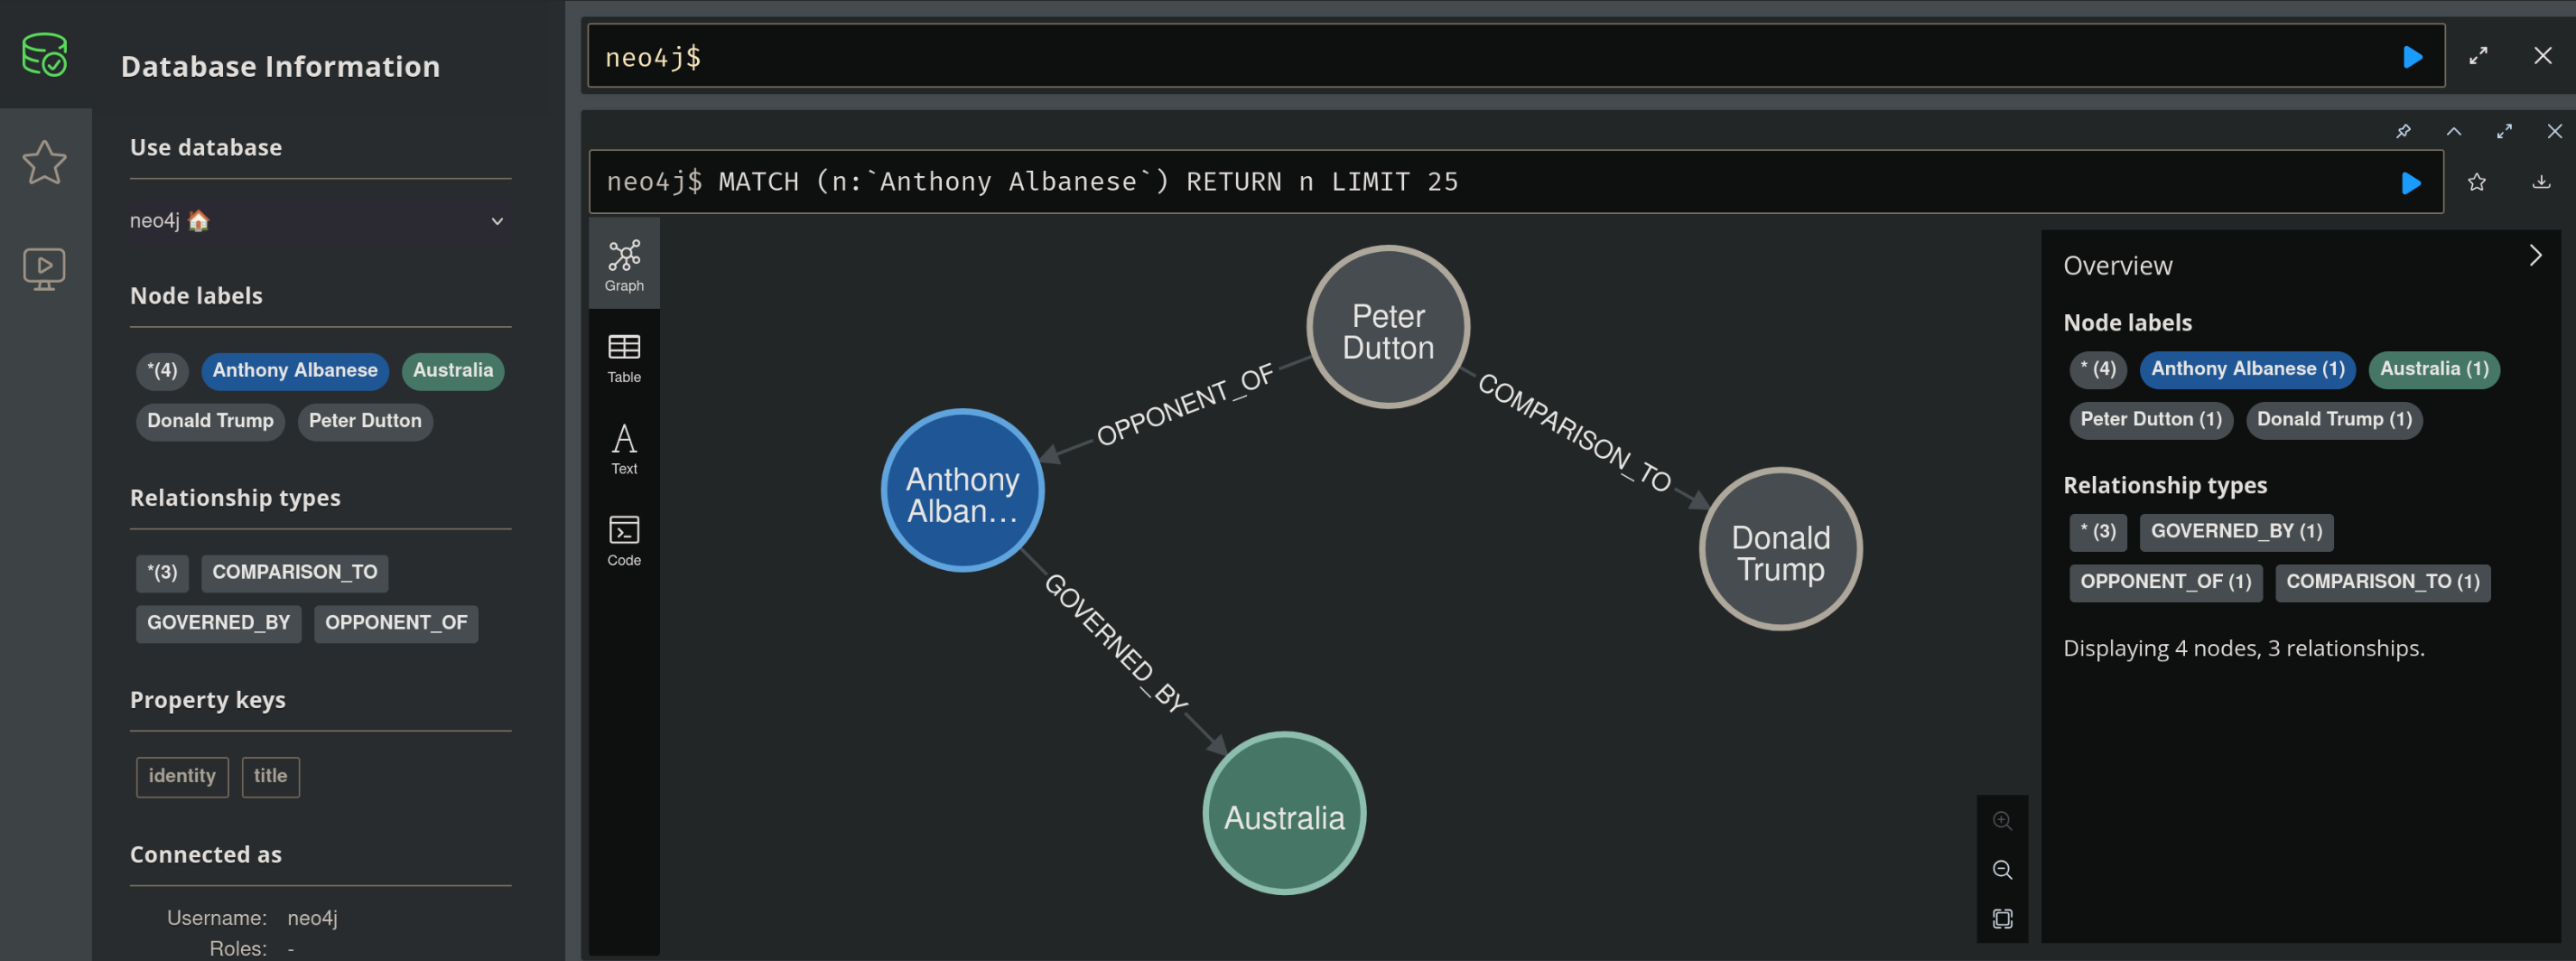 Database Information
Use database
neo4j
Node labels
*(4) Anthony Albanese Australia
Donald Trump Peter Dutton
Relationship types
*(3) COMPARISON_TO
GOVERNED_BY OPPONENT_OF
Property keys
identity title
Connected as
Username: neo4j
Roles: -
neo4j$
neo4j$ MATCH (n:`Anthony Albanese`) RETURN n LIMIT 25
Graph
Table
Text
Code
Peter
Dutton
OPPONENT_OF
COMPARISON_TO
Anthony
Alban...
Donald
Trump
GOVERNED_BY
Australia
Overview
Node labels
* (4) Anthony Albanese (1) Australia (1)
Peter Dutton (1) Donald Trump (1)
Relationship types
* (3) GOVERNED_BY (1)
OPPONENT_OF (1) COMPARISON_TO (1)
Displaying 4 nodes, 3 relationships.